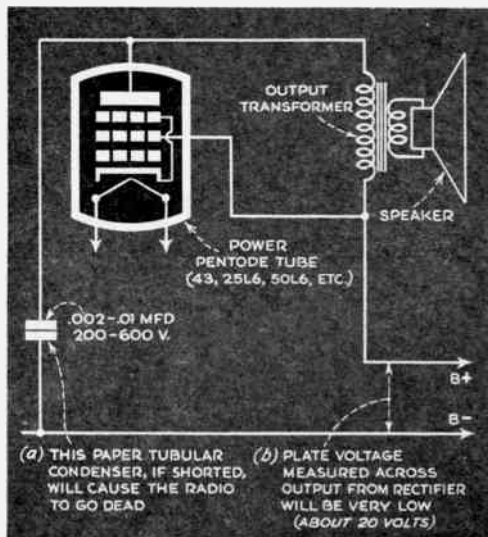 OUTPUT
TRANSFORMER
SPEAKER
POWER
PENTODE TUBE
(43, 25L6, 50L6, ETC.)
.002-.01 MFD
200-600 V.
B+
B-
(a) THIS PAPER TUBULAR
CONDENSER, IF SHORTED,
WILL CAUSE THE RADIO
TO GO DEAD
(b) PLATE VOLTAGE
MEASURED ACROSS
OUTPUT FROM RECTIFIER
WILL BE VERY LOW
(ABOUT 20 VOLTS)